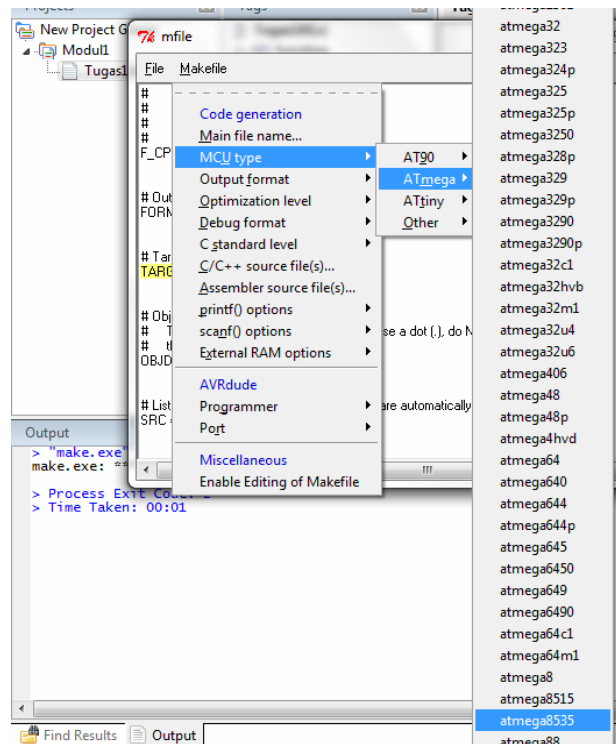 Projects
New Project G
Modul1
Tugas1
mfile
File Makefile
#
#
#
#
F_CP
# Out
FORM
# Tar
TARG
# Obj
# T
se a dot (.), do N
# th
OBJD
# List
are automatically
SRC =
Code generation
Main file name...
MCU type
Output format
Optimization level
Debug format
C standard level
C/C++ source file(s)...
Assembler source file(s)...
printf() options
scanf() options
External RAM options
AVRdude
Programmer
Port
Miscellaneous
Enable Editing of Makefile
AT90
ATmega
ATtiny
Other
atmega32
atmega323
atmega324p
atmega325
atmega325p
atmega3250
atmega328p
atmega329
atmega329p
atmega3290
atmega3290p
atmega32c1
atmega32hvb
atmega32m1
atmega32u4
atmega32u6
atmega406
atmega48
atmega48p
atmega4hvd
atmega64
atmega640
atmega644
atmega644p
atmega645
atmega6450
atmega649
atmega6490
atmega64c1
atmega64m1
atmega8
atmega8515
atmega8535
atmega88
Output
> "make.exe"
make.exe: **
> Process Exit Code: 2
> Time Taken: 00:01
Find Results Output